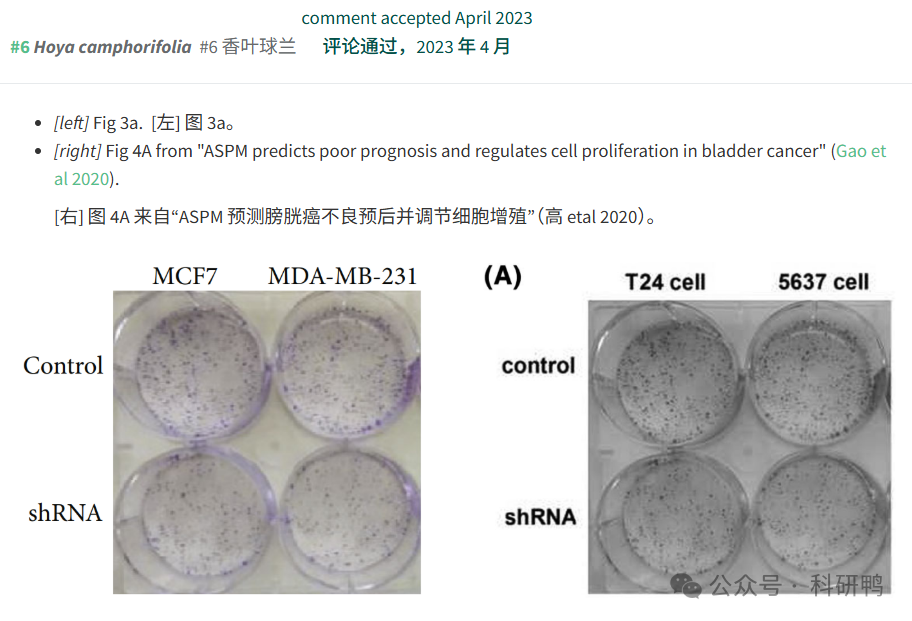 comment accepted April 2023
#6 Hoya camphorifolia #6 香叶球兰 评论通过，2023 年 4 月
[left] Fig 3a. [左] 图 3a。
[right] Fig 4A from "ASPM predicts poor prognosis and regulates cell proliferation in bladder cancer" (Gao et
al 2020).
[右] 图 4A 来自“ASPM 预测膀胱癌不良预后并调节细胞增殖”（高 etal 2020）。
MCF7 MDA-MB-231
Control
shRNA
(A)
T24 cell 5637 cell
control
shRNA
公众号 · 科研鸭